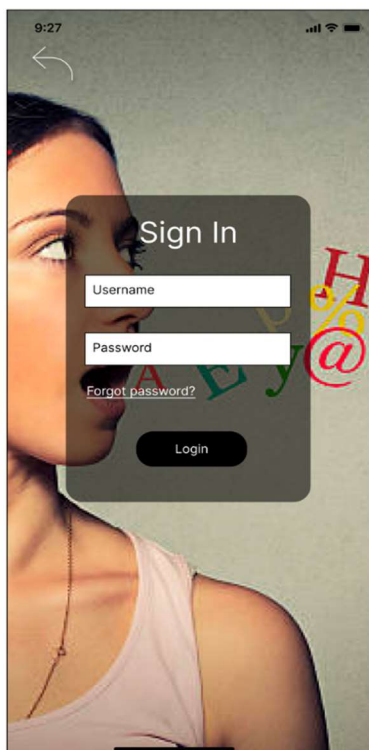 9:27
Sign In
H
%
P
Username
@
Password
A E y
Forgot password?
Login